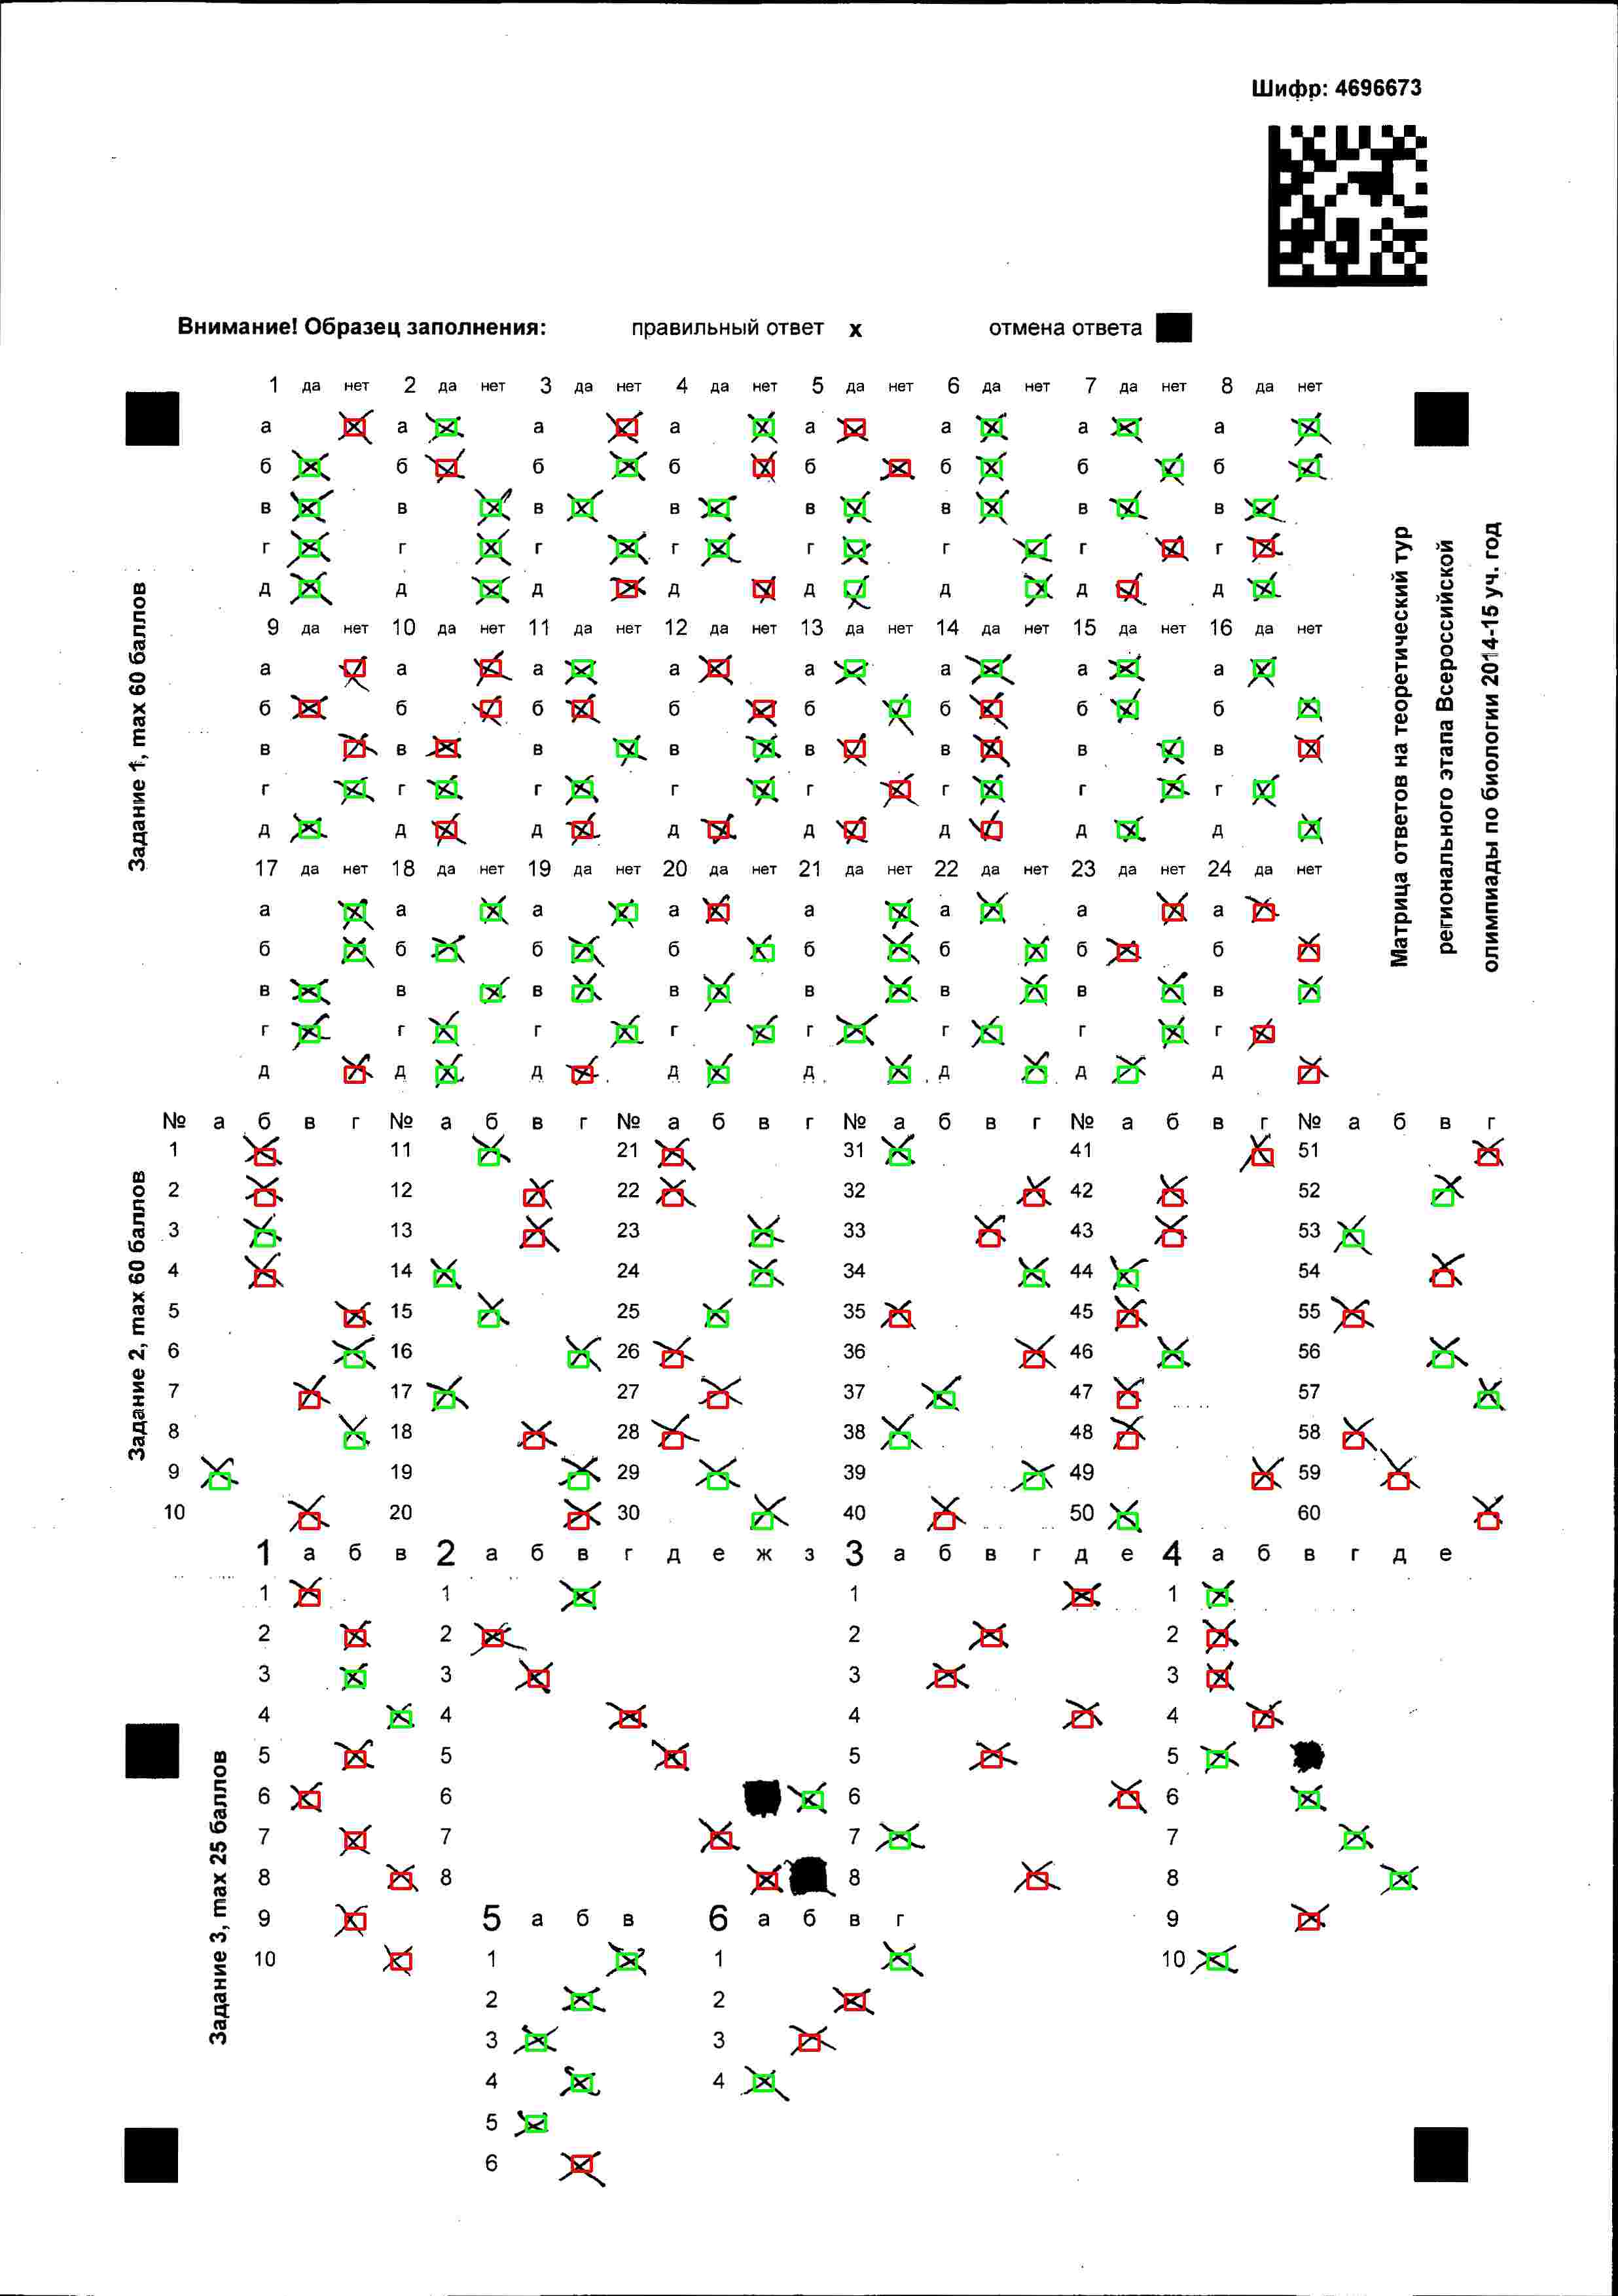 Шифр: 4696673
Внимание! Образец заполнения: правильный ответ x отмена ответа
1 да нет 2 да нет 3 да нет 4 да нет 5 да нет 6 да нет 7 да нет 8 да нет
а а а а а а а а
б б б б б б б б
в в в в в в в в
г г г г г г г г
д д д д д д д д
9 да нет 10 да нет 11 да нет 12 да нет 13 да нет 14 да нет 15 да нет 16 да нет
а а а а а а а а
б б б б б б б б
в в в в в в в в
г г г г г г г г
д д д д д д д д
17 да нет 18 да нет 19 да нет 20 да нет 21 да нет 22 да нет 23 да нет 24 да нет
а а а а а а а а
б б б б б б б б
в в в в в в в в
г г г г г г г г
д д д д д д д д
Задание 1, max 60 баллов
Матрица ответов на теоретический тур
регионального этапа Всероссийской
олимпиады по биологии 2014-15 уч. год
№ а б в г № а б в г № а б в г № а б в г № а б в г № а б в г
1 11 21 31 41 51
2 12 22 32 42 52
3 13 23 33 43 53
4 14 24 34 44 54
5 15 25 35 45 55
6 16 26 36 46 56
7 17 27 37 47 57
8 18 28 38 48 58
9 19 29 39 49 59
10 20 30 40 50 60
Задание 2, max 60 баллов
1 а б в 2 а б в г д е ж з 3 а б в г д е 4 а б в г д е
1 1 1 1
2 2 2 2
3 3 3 3
4 4 4 4
5 5 5 5
6 6 6 6
7 7 7 7
8 8 8 8
9 5 а б в 6 а б в г 9
10 1 1 10
2 2
3 3
4 4
5
6
Задание 3, max 25 баллов